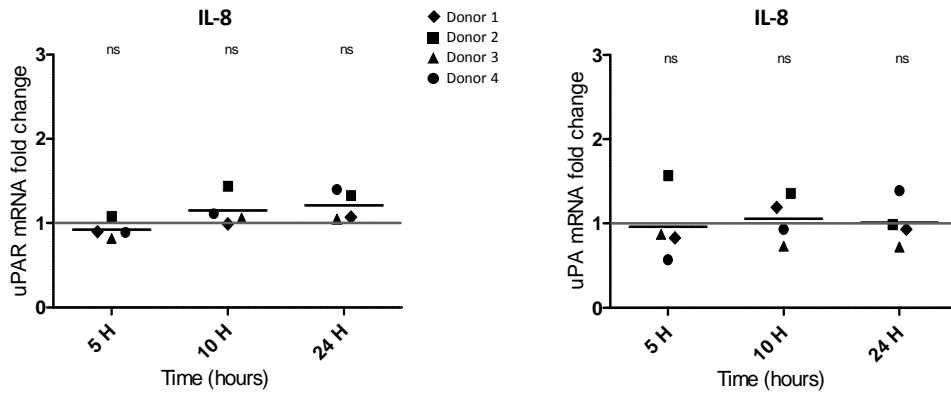 IL-8
ns ns ns
3
2
1
0
uPAR mRNA fold change
5 H
10 H
24 H
Time (hours)
Donor 1
Donor 2
Donor 3
Donor 4
IL-8
ns ns ns
3
2
1
0
uPA mRNA fold change
5 H
10 H
24 H
Time (hours)